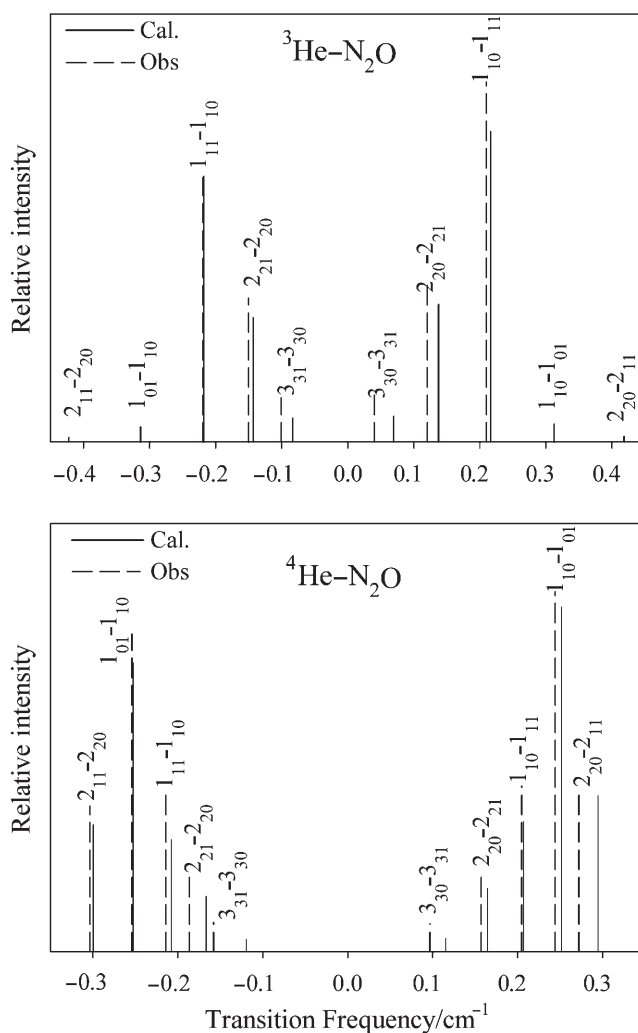 Cal.
Obs
³He–N₂O
Relative intensity
2₁₁-2₂₀
1₀₁-1₁₀
1₁₁-1₁₀
2₂₁-2₂₀
3₃₁-3₃₀
3₃₀-3₃₁
2₂₀-2₂₁
1₁₀-1₁₁
1₁₀-1₀₁
2₂₀-2₁₁
−0.4 −0.3 −0.2 −0.1 0.0 0.1 0.2 0.3 0.4
Cal.
Obs
⁴He–N₂O
Relative intensity
2₁₁-2₂₀
1₀₁-1₁₀
1₁₁-1₁₀
2₂₁-2₂₀
3₃₁-3₃₀
3₃₀-3₃₁
2₂₀-2₂₁
1₁₀-1₁₁
1₁₀-1₀₁
2₂₀-2₁₁
−0.3 −0.2 −0.1 0.0 0.1 0.2 0.3
Transition Frequency/cm⁻¹